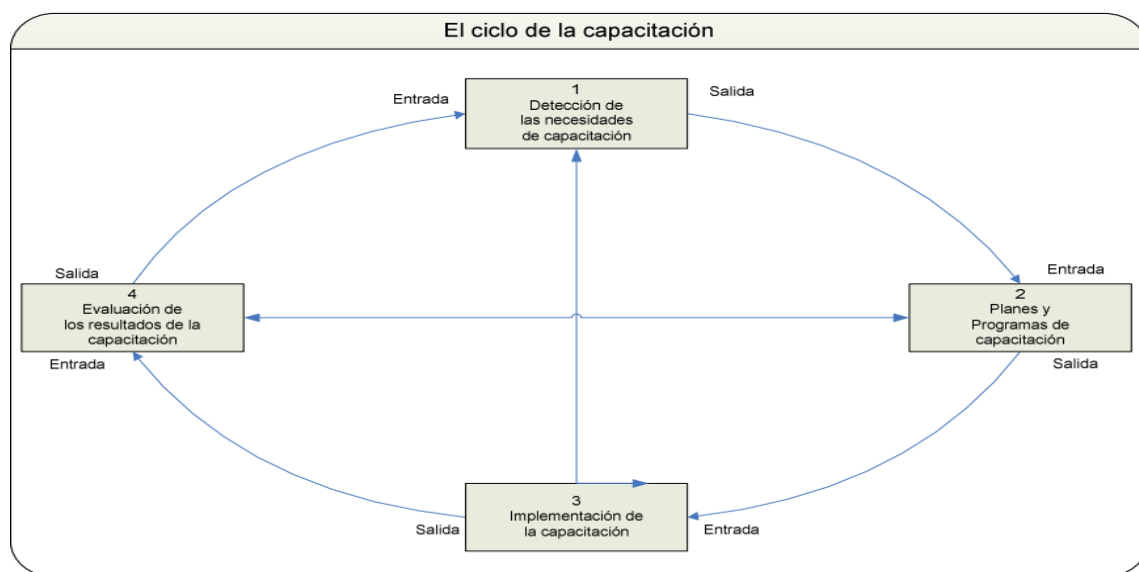 El ciclo de la capacitación
1
Detección de
las necesidades
de capacitación
Entrada
Salida
Salida
Entrada
4
Evaluación de
los resultados de la
capacitación
2
Planes y
Programas de
capacitación
Entrada
Salida
3
Implementación de
la capacitación
Salida
Entrada